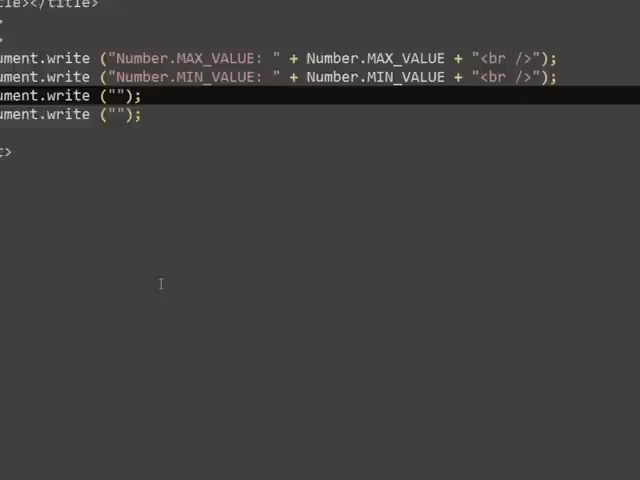 tle></title>
>
>
ument.write ("Number.MAX_VALUE: " + Number.MAX_VALUE + "<br />");
ument.write ("Number.MIN_VALUE: " + Number.MIN_VALUE + "<br />");
ument.write ("");
ument.write ("");
t>